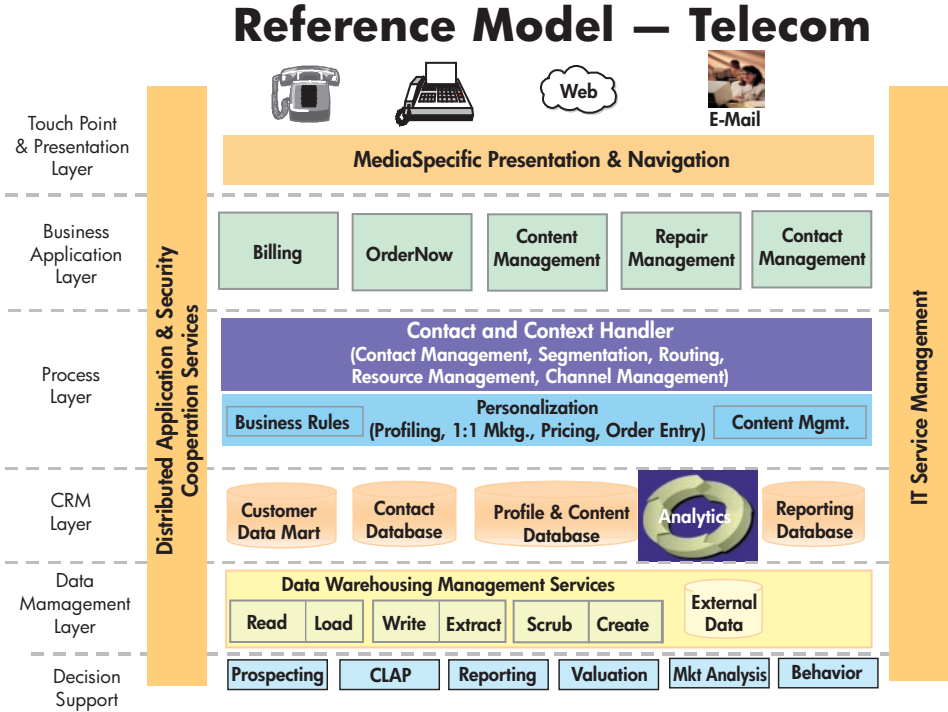 Reference Model — Telecom
Web
E-Mail
Touch Point
& Presentation
Layer
MediaSpecific Presentation & Navigation
Business
Application
Layer
Billing
OrderNow
Content
Management
Repair
Management
Contact
Management
Distributed Application & Security
Cooperation Services
IT Service Management
Process
Layer
Contact and Context Handler
(Contact Management, Segmentation, Routing,
Resource Management, Channel Management)
Business Rules
Personalization
(Profiling, 1:1 Mktg., Pricing, Order Entry)
Content Mgmt.
CRM
Layer
Customer
Data Mart
Contact
Database
Profile & Content
Database
Analytics
Reporting
Database
Data
Mamagement
Layer
Data Warehousing Management Services
Read
Load
Write
Extract
Scrub
Create
External
Data
Decision
Support
Prospecting
CLAP
Reporting
Valuation
Mkt Analysis
Behavior